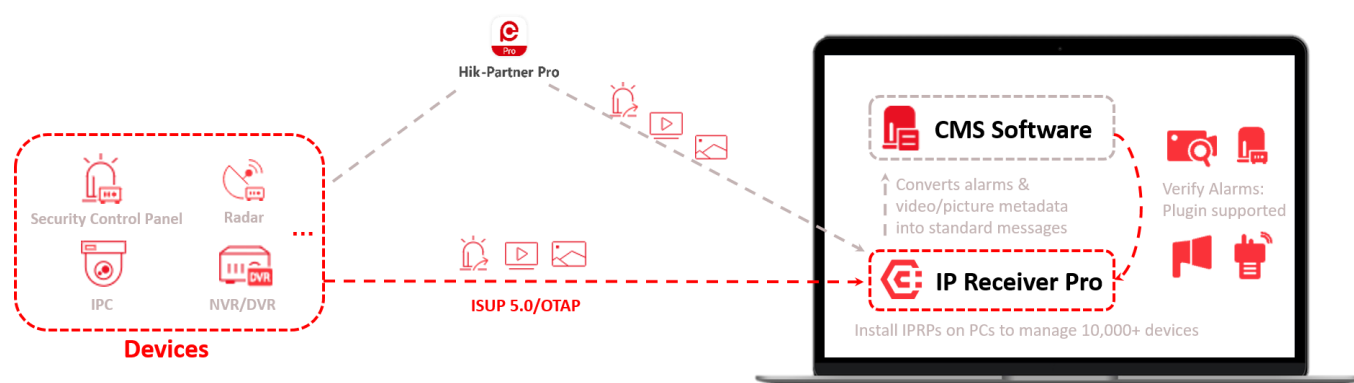 Pro
Hik-Partner Pro
Security Control Panel
Radar
...
IPC
DVR
NVR/DVR
Devices
ISUP 5.0/OTAP
CMS Software
Converts alarms &
video/picture metadata
into standard messages
Verify Alarms:
Plugin supported
IP Receiver Pro
Install IPRPs on PCs to manage 10,000+ devices